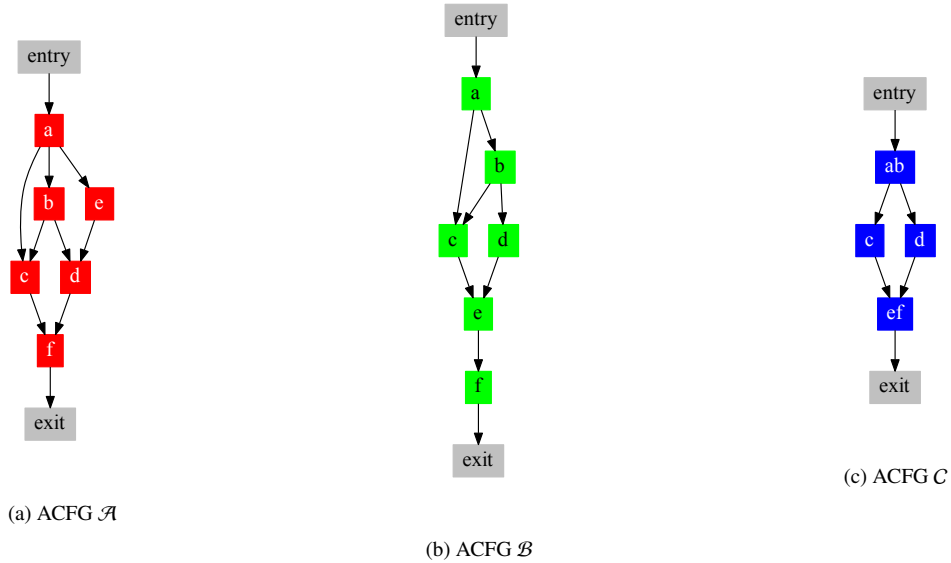 entry
a
b
e
c
d
f
exit
(a) ACFG 𝒜
entry
a
b
c
d
e
f
exit
(b) ACFG ℬ
entry
ab
c
d
ef
exit
(c) ACFG 𝒞